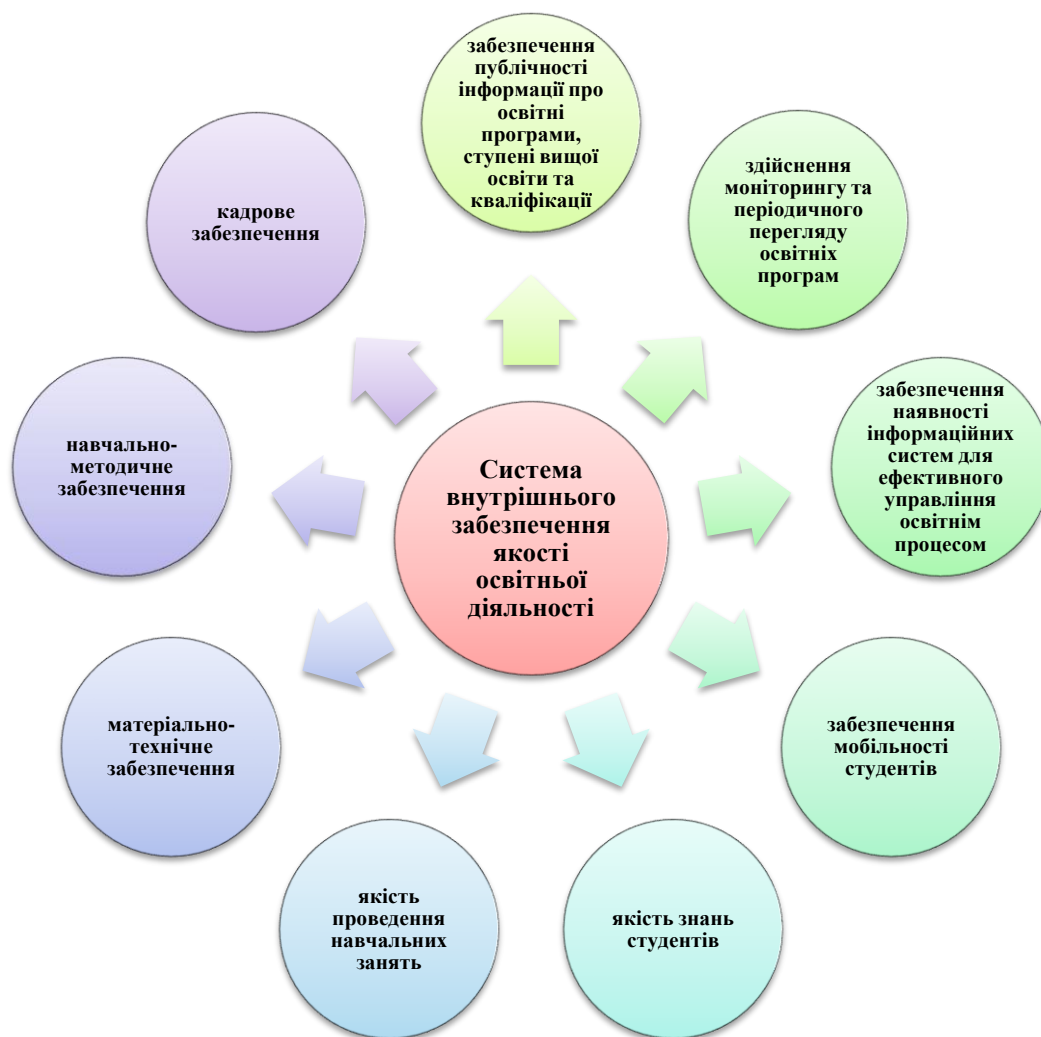 забезпечення
публічності
інформації про
освітні
програми,
ступені вищої
освіти та
кваліфікації
здійснення
моніторингу та
періодичного
перегляду
освітніх
програм
забезпечення
наявності
інформаційних
систем для
ефективного
управління
освітнім
процесом
забезпечення
мобільності
студентів
якість знань
студентів
якість
проведення
навчальних
занять
матеріально-
технічне
забезпечення
навчально-
методичне
забезпечення
кадрове
забезпечення
Система
внутрішнього
забезпечення
якості
освітньої
діяльності